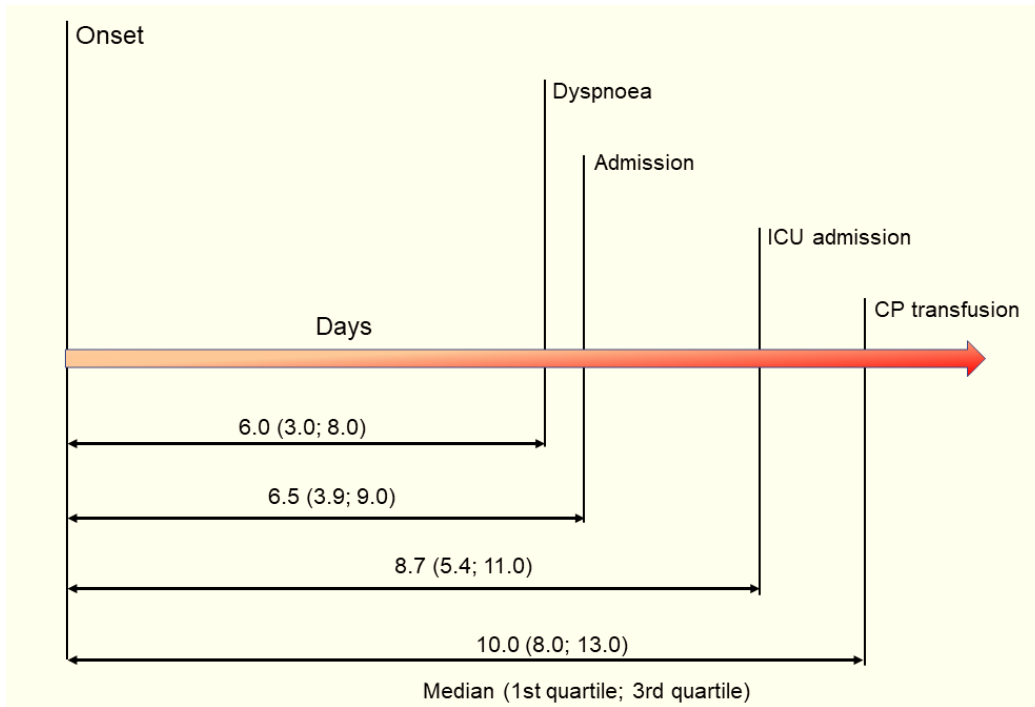 Onset
Dyspnoea
Admission
ICU admission
CP transfusion
Days
6.0 (3.0; 8.0)
6.5 (3.9; 9.0)
8.7 (5.4; 11.0)
10.0 (8.0; 13.0)
Median (1st quartile; 3rd quartile)